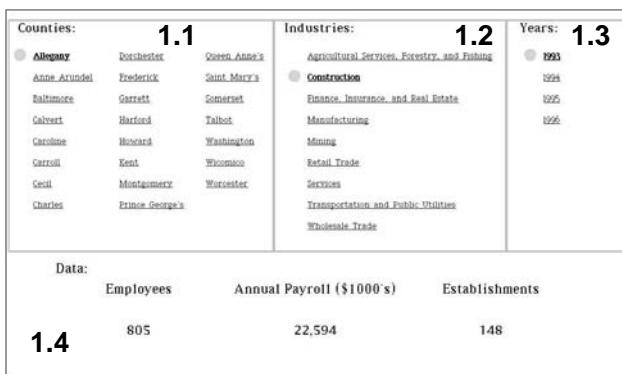 Counties: 1.1
Allegany Dorchester Queen Anne's
Anne Arundel Frederick Saint Mary's
Baltimore Garrett Somerset
Calvert Harford Talbot
Caroline Howard Washington
Carroll Kent Wicomico
Cecil Montgomery Worcester
Charles Prince George's
Industries: 1.2
Agricultural Services, Forestry, and Fishing
Construction
Finance, Insurance, and Real Estate
Manufacturing
Mining
Retail Trade
Services
Transportation and Public Utilities
Wholesale Trade
Years: 1.3
1993
1994
1995
1996
Data:
Employees Annual Payroll ($1000's) Establishments
805 22,594 148
1.4